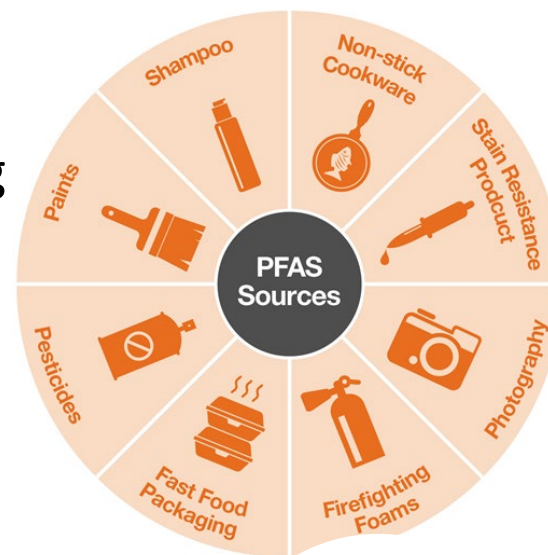 g
PFAS
Sources
Non-stick
Cookware
Stain Resistance
Prodcuct
Photography
Firefighting
Foams
Fast Food
Packaging
Pesticides
Paints
Shampoo